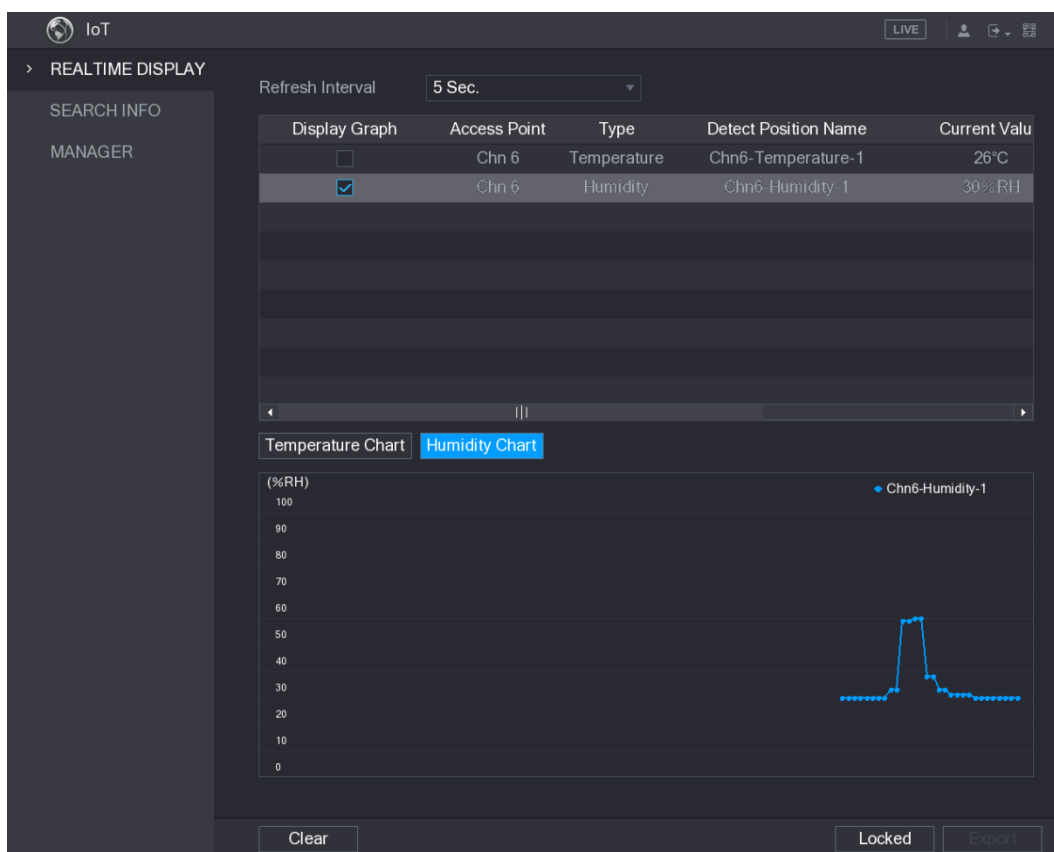 IoT
LIVE
REALTIME DISPLAY
SEARCH INFO
MANAGER
Refresh Interval 5 Sec.
Display Graph Access Point Type Detect Position Name Current Valu
Chn 6 Temperature Chn6-Temperature-1 26°C
Chn 6 Humidity Chn6-Humidity-1 30%RH
Temperature Chart Humidity Chart
(%RH)
Chn6-Humidity-1
100
90
80
70
60
50
40
30
20
10
0
Clear Locked Export